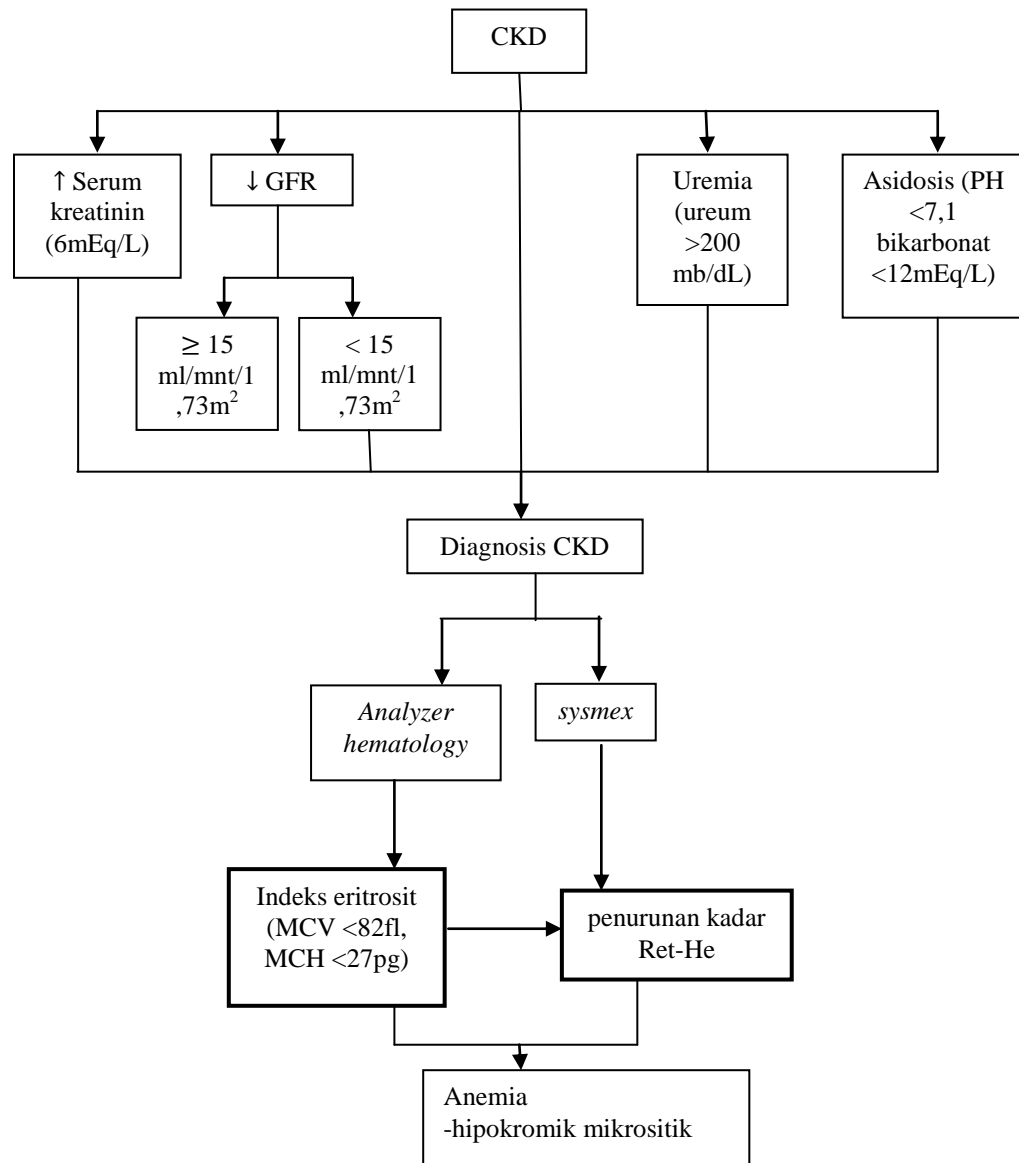 CKD
↑ Serum
kreatinin
(6mEq/L)
↓ GFR
Uremia
(ureum
>200
mb/dL)
Asidosis (PH
<7,1
bikarbonat
<12mEq/L)
≥ 15
ml/mnt/1
,73m²
< 15
ml/mnt/1
,73m²
Diagnosis CKD
Analyzer
hematology
sysmex
Indeks eritrosit
(MCV <82fl,
MCH <27pg)
penurunan kadar
Ret-He
Anemia
-hipokromik mikrositik